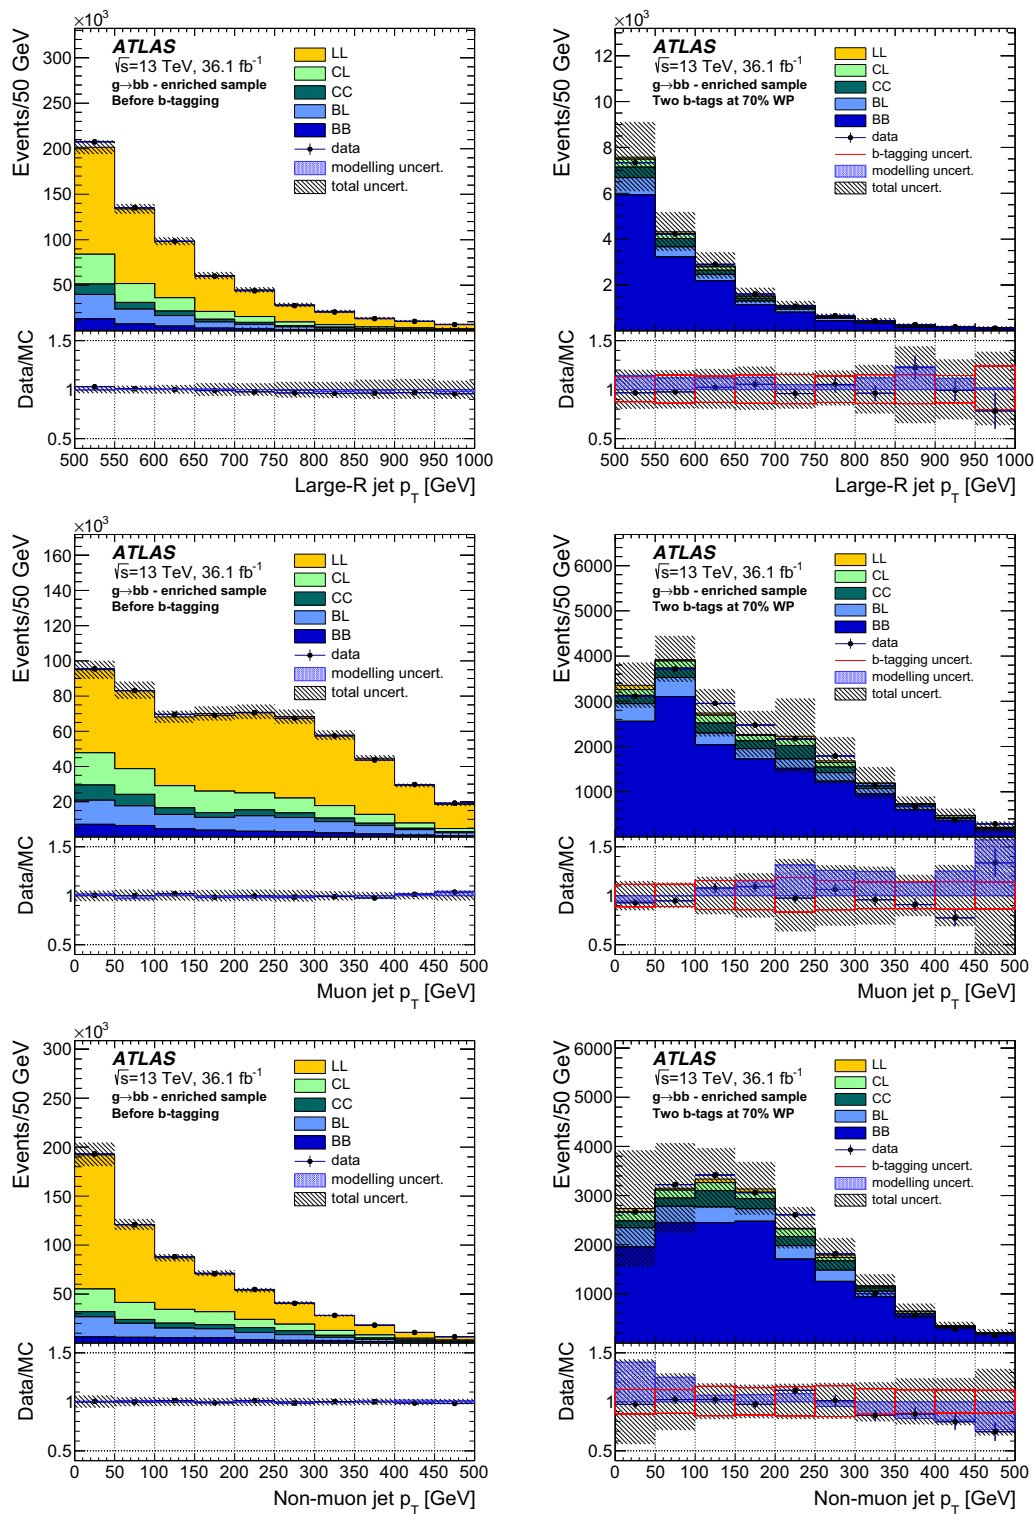 ×10³
Events/50 GeV
300
250
200
150
100
50
ATLAS
√s=13 TeV, 36.1 fb⁻¹
g→bb - enriched sample
Before b-tagging
LL
CL
CC
BL
BB
data
modelling uncert.
total uncert.
Data/MC
1.5
1
0.5
500 550 600 650 700 750 800 850 900 950 1000
Large-R jet p_T [GeV]
×10³
Events/50 GeV
12
10
8
6
4
2
ATLAS
√s=13 TeV, 36.1 fb⁻¹
g→bb - enriched sample
Two b-tags at 70% WP
LL
CL
CC
BL
BB
data
b-tagging uncert.
modelling uncert.
total uncert.
Data/MC
1.5
1
0.5
500 550 600 650 700 750 800 850 900 950 1000
Large-R jet p_T [GeV]
×10³
Events/50 GeV
160
140
120
100
80
60
40
20
ATLAS
√s=13 TeV, 36.1 fb⁻¹
g→bb - enriched sample
Before b-tagging
LL
CL
CC
BL
BB
data
modelling uncert.
total uncert.
Data/MC
1.5
1
0.5
0 50 100 150 200 250 300 350 400 450 500
Muon jet p_T [GeV]
Events/50 GeV
6000
5000
4000
3000
2000
1000
ATLAS
√s=13 TeV, 36.1 fb⁻¹
g→bb - enriched sample
Two b-tags at 70% WP
LL
CL
CC
BL
BB
data
b-tagging uncert.
modelling uncert.
total uncert.
Data/MC
1.5
1
0.5
0 50 100 150 200 250 300 350 400 450 500
Muon jet p_T [GeV]
×10³
Events/50 GeV
300
250
200
150
100
50
ATLAS
√s=13 TeV, 36.1 fb⁻¹
g→bb - enriched sample
Before b-tagging
LL
CL
CC
BL
BB
data
modelling uncert.
total uncert.
Data/MC
1.5
1
0.5
0 50 100 150 200 250 300 350 400 450 500
Non-muon jet p_T [GeV]
Events/50 GeV
6000
5000
4000
3000
2000
1000
ATLAS
√s=13 TeV, 36.1 fb⁻¹
g→bb - enriched sample
Two b-tags at 70% WP
LL
CL
CC
BL
BB
data
b-tagging uncert.
modelling uncert.
total uncert.
Data/MC
1.5
1
0.5
0 50 100 150 200 250 300 350 400 450 500
Non-muon jet p_T [GeV]